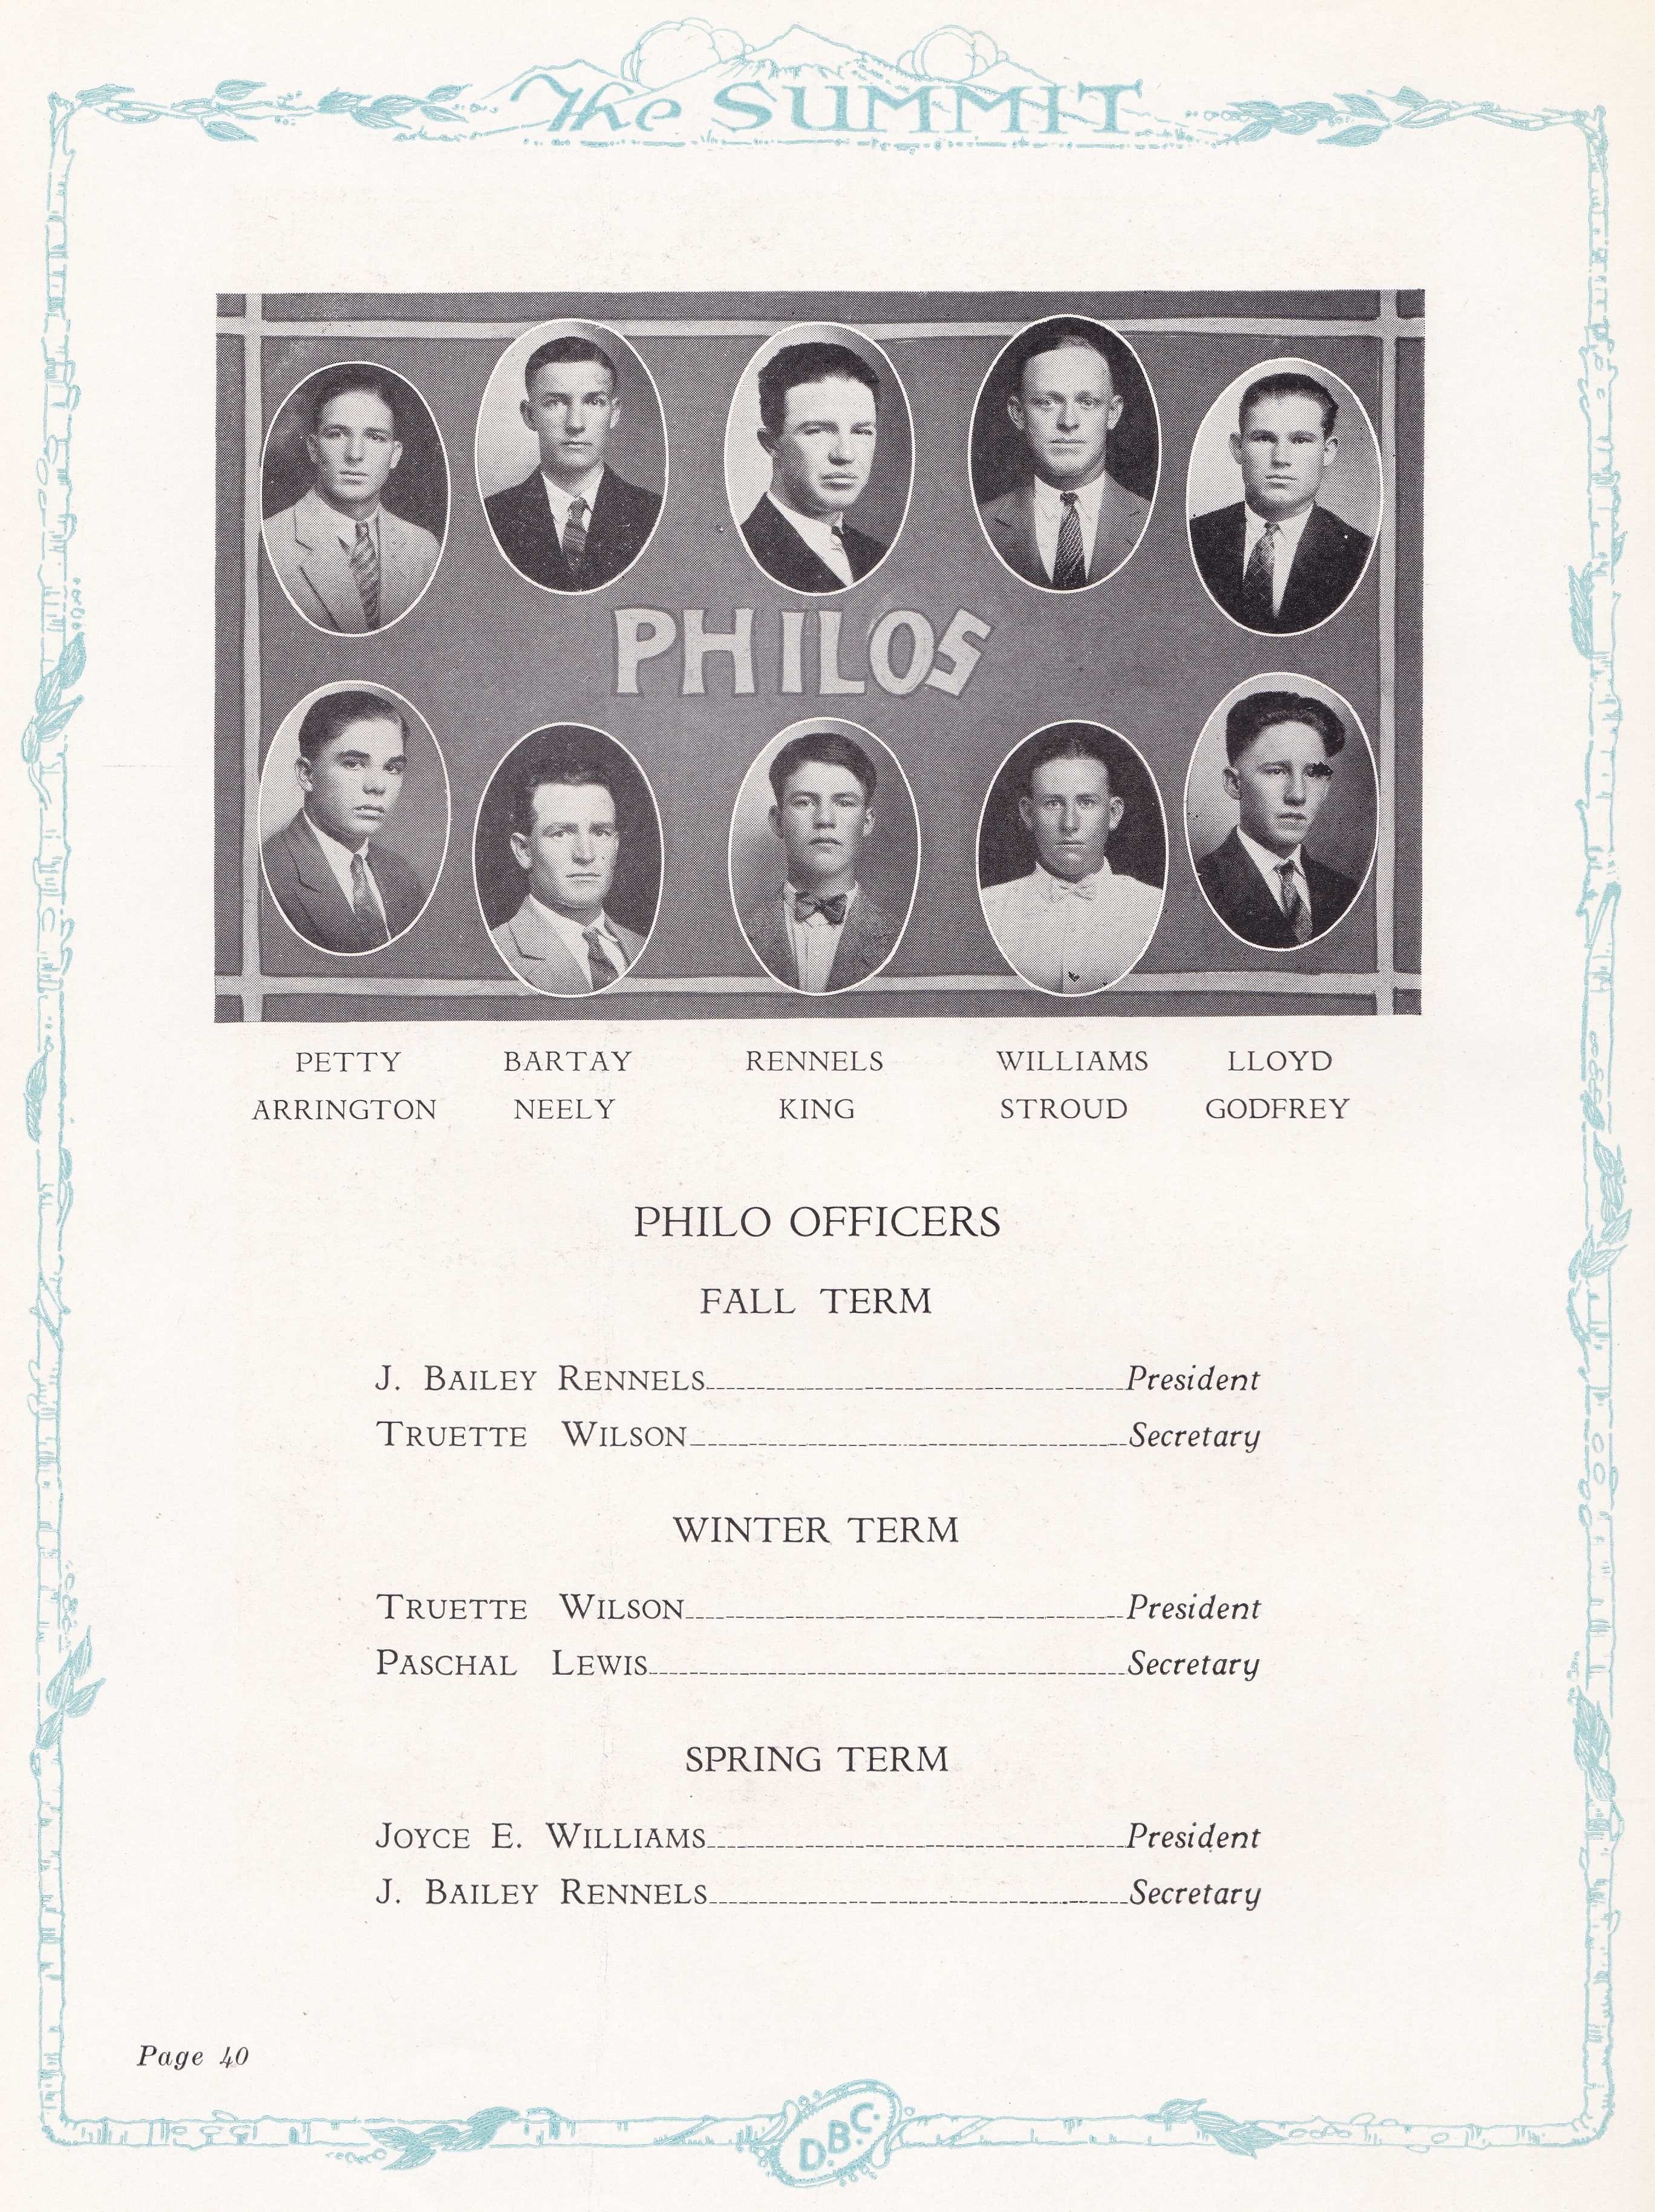 The SUMMIT
PHILOS
PETTY BARTAY RENNELS WILLIAMS LLOYD
ARRINGTON NEELY KING STROUD GODFREY
PHILO OFFICERS
FALL TERM
J. BAILEY RENNELS President
TRUETTE WILSON Secretary
WINTER TERM
TRUETTE WILSON President
PASCHAL LEWIS Secretary
SPRING TERM
JOYCE E. WILLIAMS President
J. BAILEY RENNELS Secretary
Page 40
D.B.C.